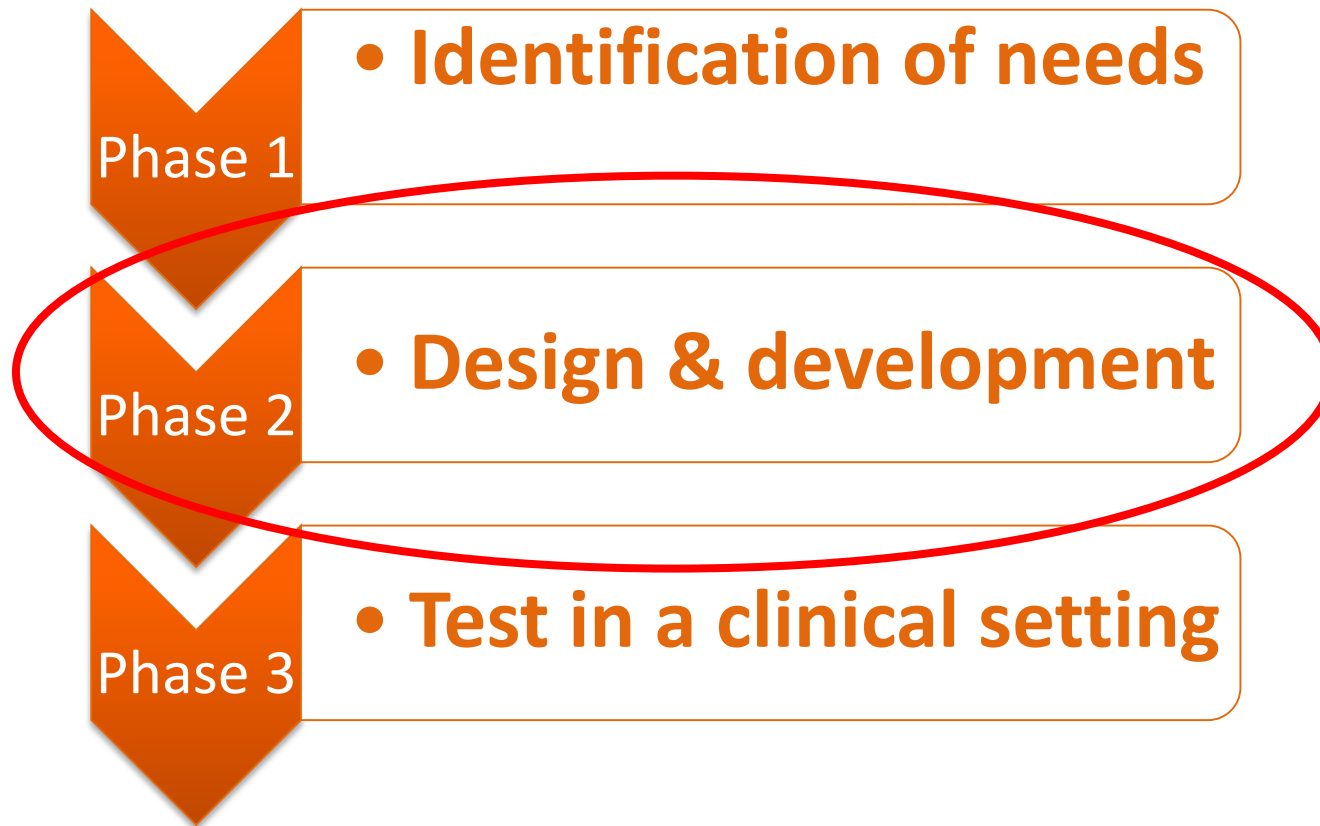 Phase 1
• Identification of needs
Phase 2
• Design & development
Phase 3
• Test in a clinical setting